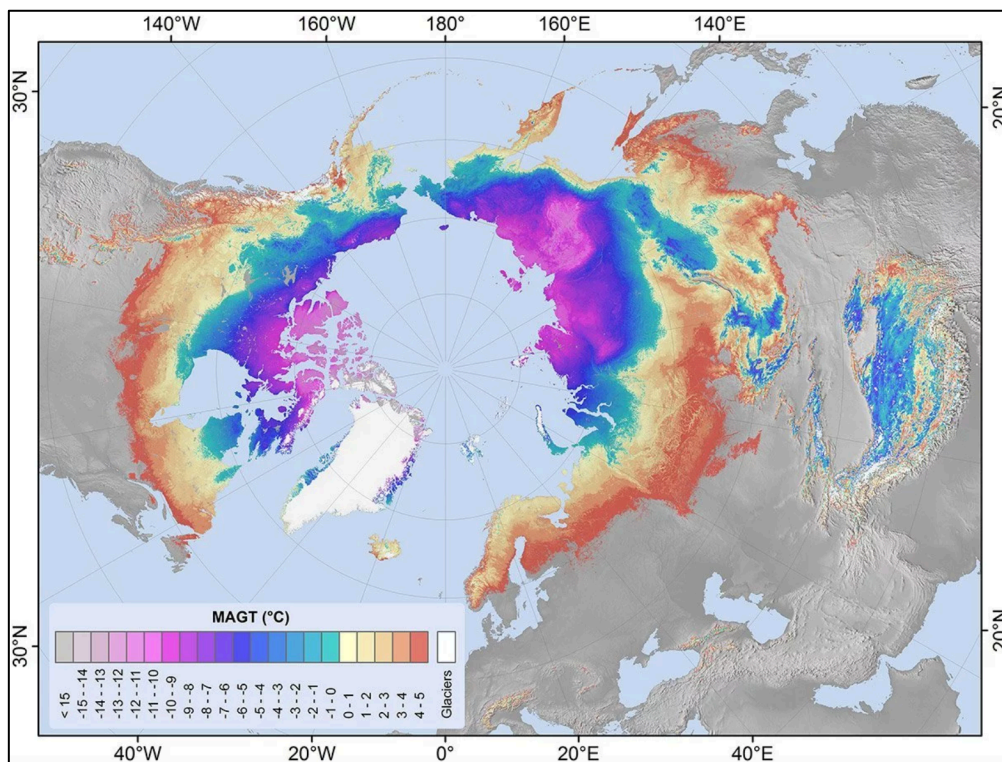 140°W 160°W 180° 160°E 140°E
30°N
20°N
MAGT (°C)
< 15
-15 - -14
-14 - -13
-13 - -12
-12 - -11
-11 - -10
-10 - -9
-9 - -8
-8 - -7
-7 - -6
-6 - -5
-5 - -4
-4 - -3
-3 - -2
-2 - -1
-1 - 0
0 - 1
1 - 2
2 - 3
3 - 4
4 - 5
Glaciers
30°N
20°N
40°W 20°W 0° 20°E 40°E